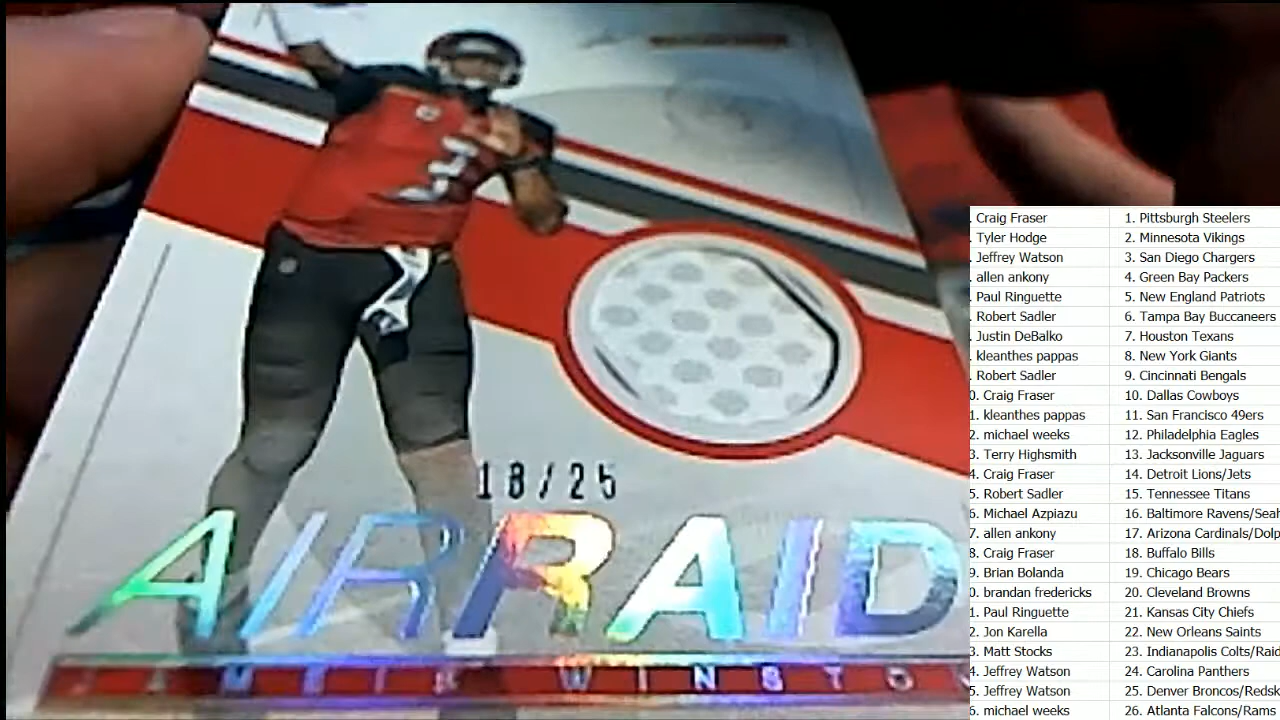 3
18/25
AIR RAID
JAMEIS WINSTON
. Craig Fraser 1. Pittsburgh Steelers
. Tyler Hodge 2. Minnesota Vikings
. Jeffrey Watson 3. San Diego Chargers
. allen ankony 4. Green Bay Packers
. Paul Ringuette 5. New England Patriots
. Robert Sadler 6. Tampa Bay Buccaneers
. Justin DeBalko 7. Houston Texans
. kleanthes pappas 8. New York Giants
. Robert Sadler 9. Cincinnati Bengals
0. Craig Fraser 10. Dallas Cowboys
1. kleanthes pappas 11. San Francisco 49ers
2. michael weeks 12. Philadelphia Eagles
3. Terry Highsmith 13. Jacksonville Jaguars
4. Craig Fraser 14. Detroit Lions/Jets
5. Robert Sadler 15. Tennessee Titans
6. Michael Azpiazu 16. Baltimore Ravens/Sea
7. allen ankony 17. Arizona Cardinals/Dolp
8. Craig Fraser 18. Buffalo Bills
9. Brian Bolanda 19. Chicago Bears
0. brandan fredericks 20. Cleveland Browns
1. Paul Ringuette 21. Kansas City Chiefs
2. Jon Karella 22. New Orleans Saints
3. Matt Stocks 23. Indianapolis Colts/Raid
4. Jeffrey Watson 24. Carolina Panthers
5. Jeffrey Watson 25. Denver Broncos/Redsk
6. michael weeks 26. Atlanta Falcons/Rams